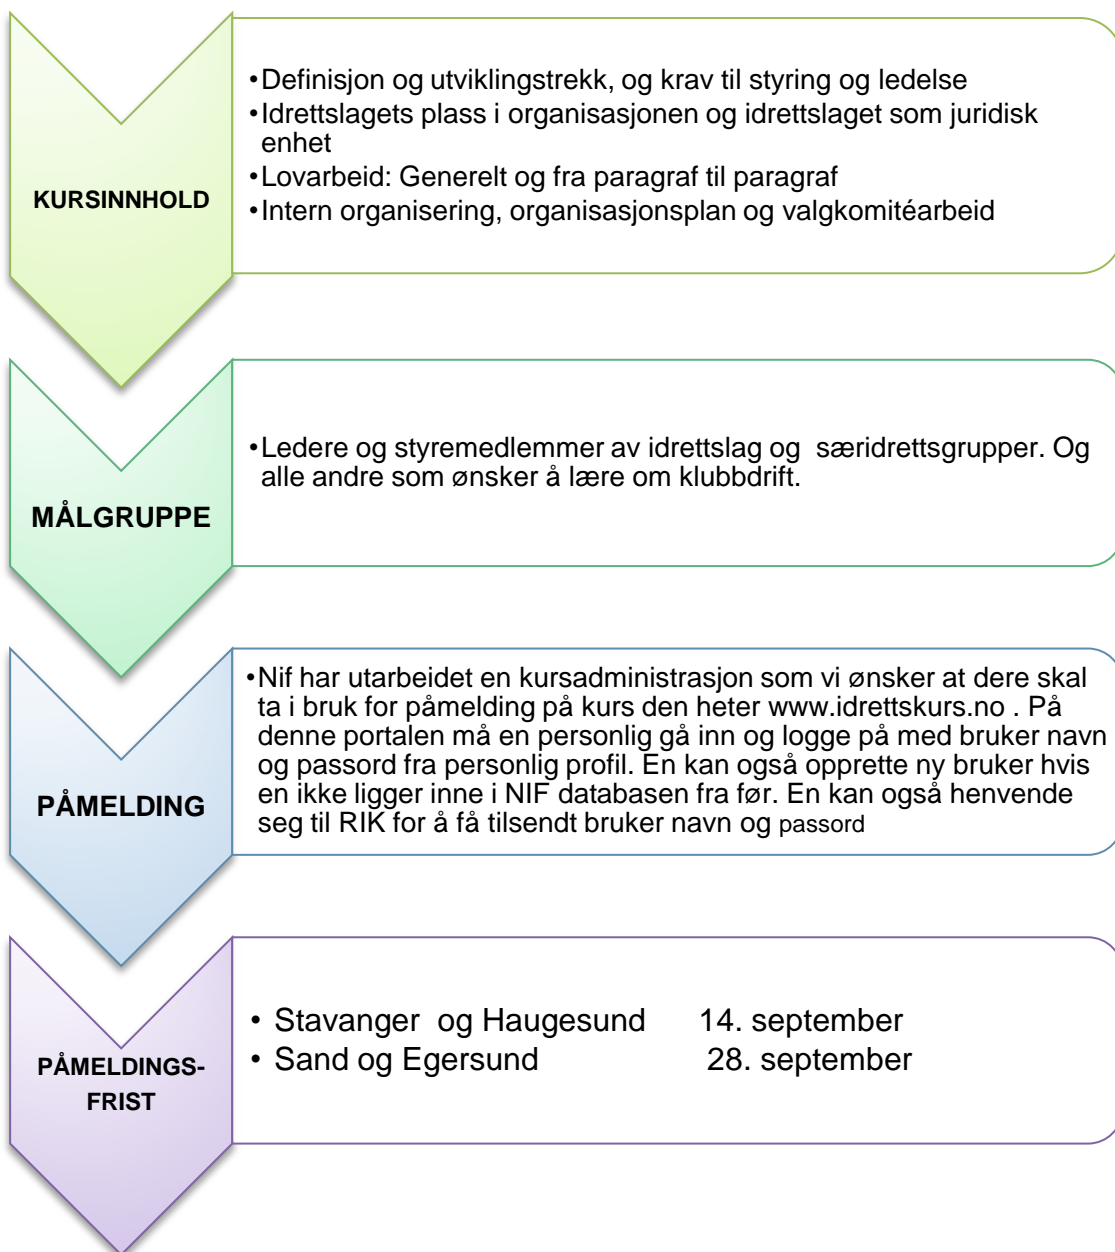 KURSINNHOLD
•Definisjon og utviklingstrekk, og krav til styring og ledelse
•Idrettslagets plass i organisasjonen og idrettslaget som juridisk
enhet
•Lovarbeid: Generelt og fra paragraf til paragraf
•Intern organisering, organisasjonsplan og valgkomitéarbeid
MÅLGRUPPE
•Ledere og styremedlemmer av idrettslag og  særidrettsgrupper. Og
alle andre som ønsker å lære om klubbdrift.
PÅMELDING
•Nif har utarbeidet en kursadministrasjon som vi ønsker at dere skal
ta i bruk for påmelding på kurs den heter www.idrettskurs.no . På
denne portalen må en personlig gå inn og logge på med bruker navn
og passord fra personlig profil. En kan også opprette ny bruker hvis
en ikke ligger inne i NIF databasen fra før. En kan også henvende
seg til RIK for å få tilsendt bruker navn og passord
PÅMELDINGS-
FRIST
• Stavanger  og Haugesund 14. september
• Sand og Egersund 28. september